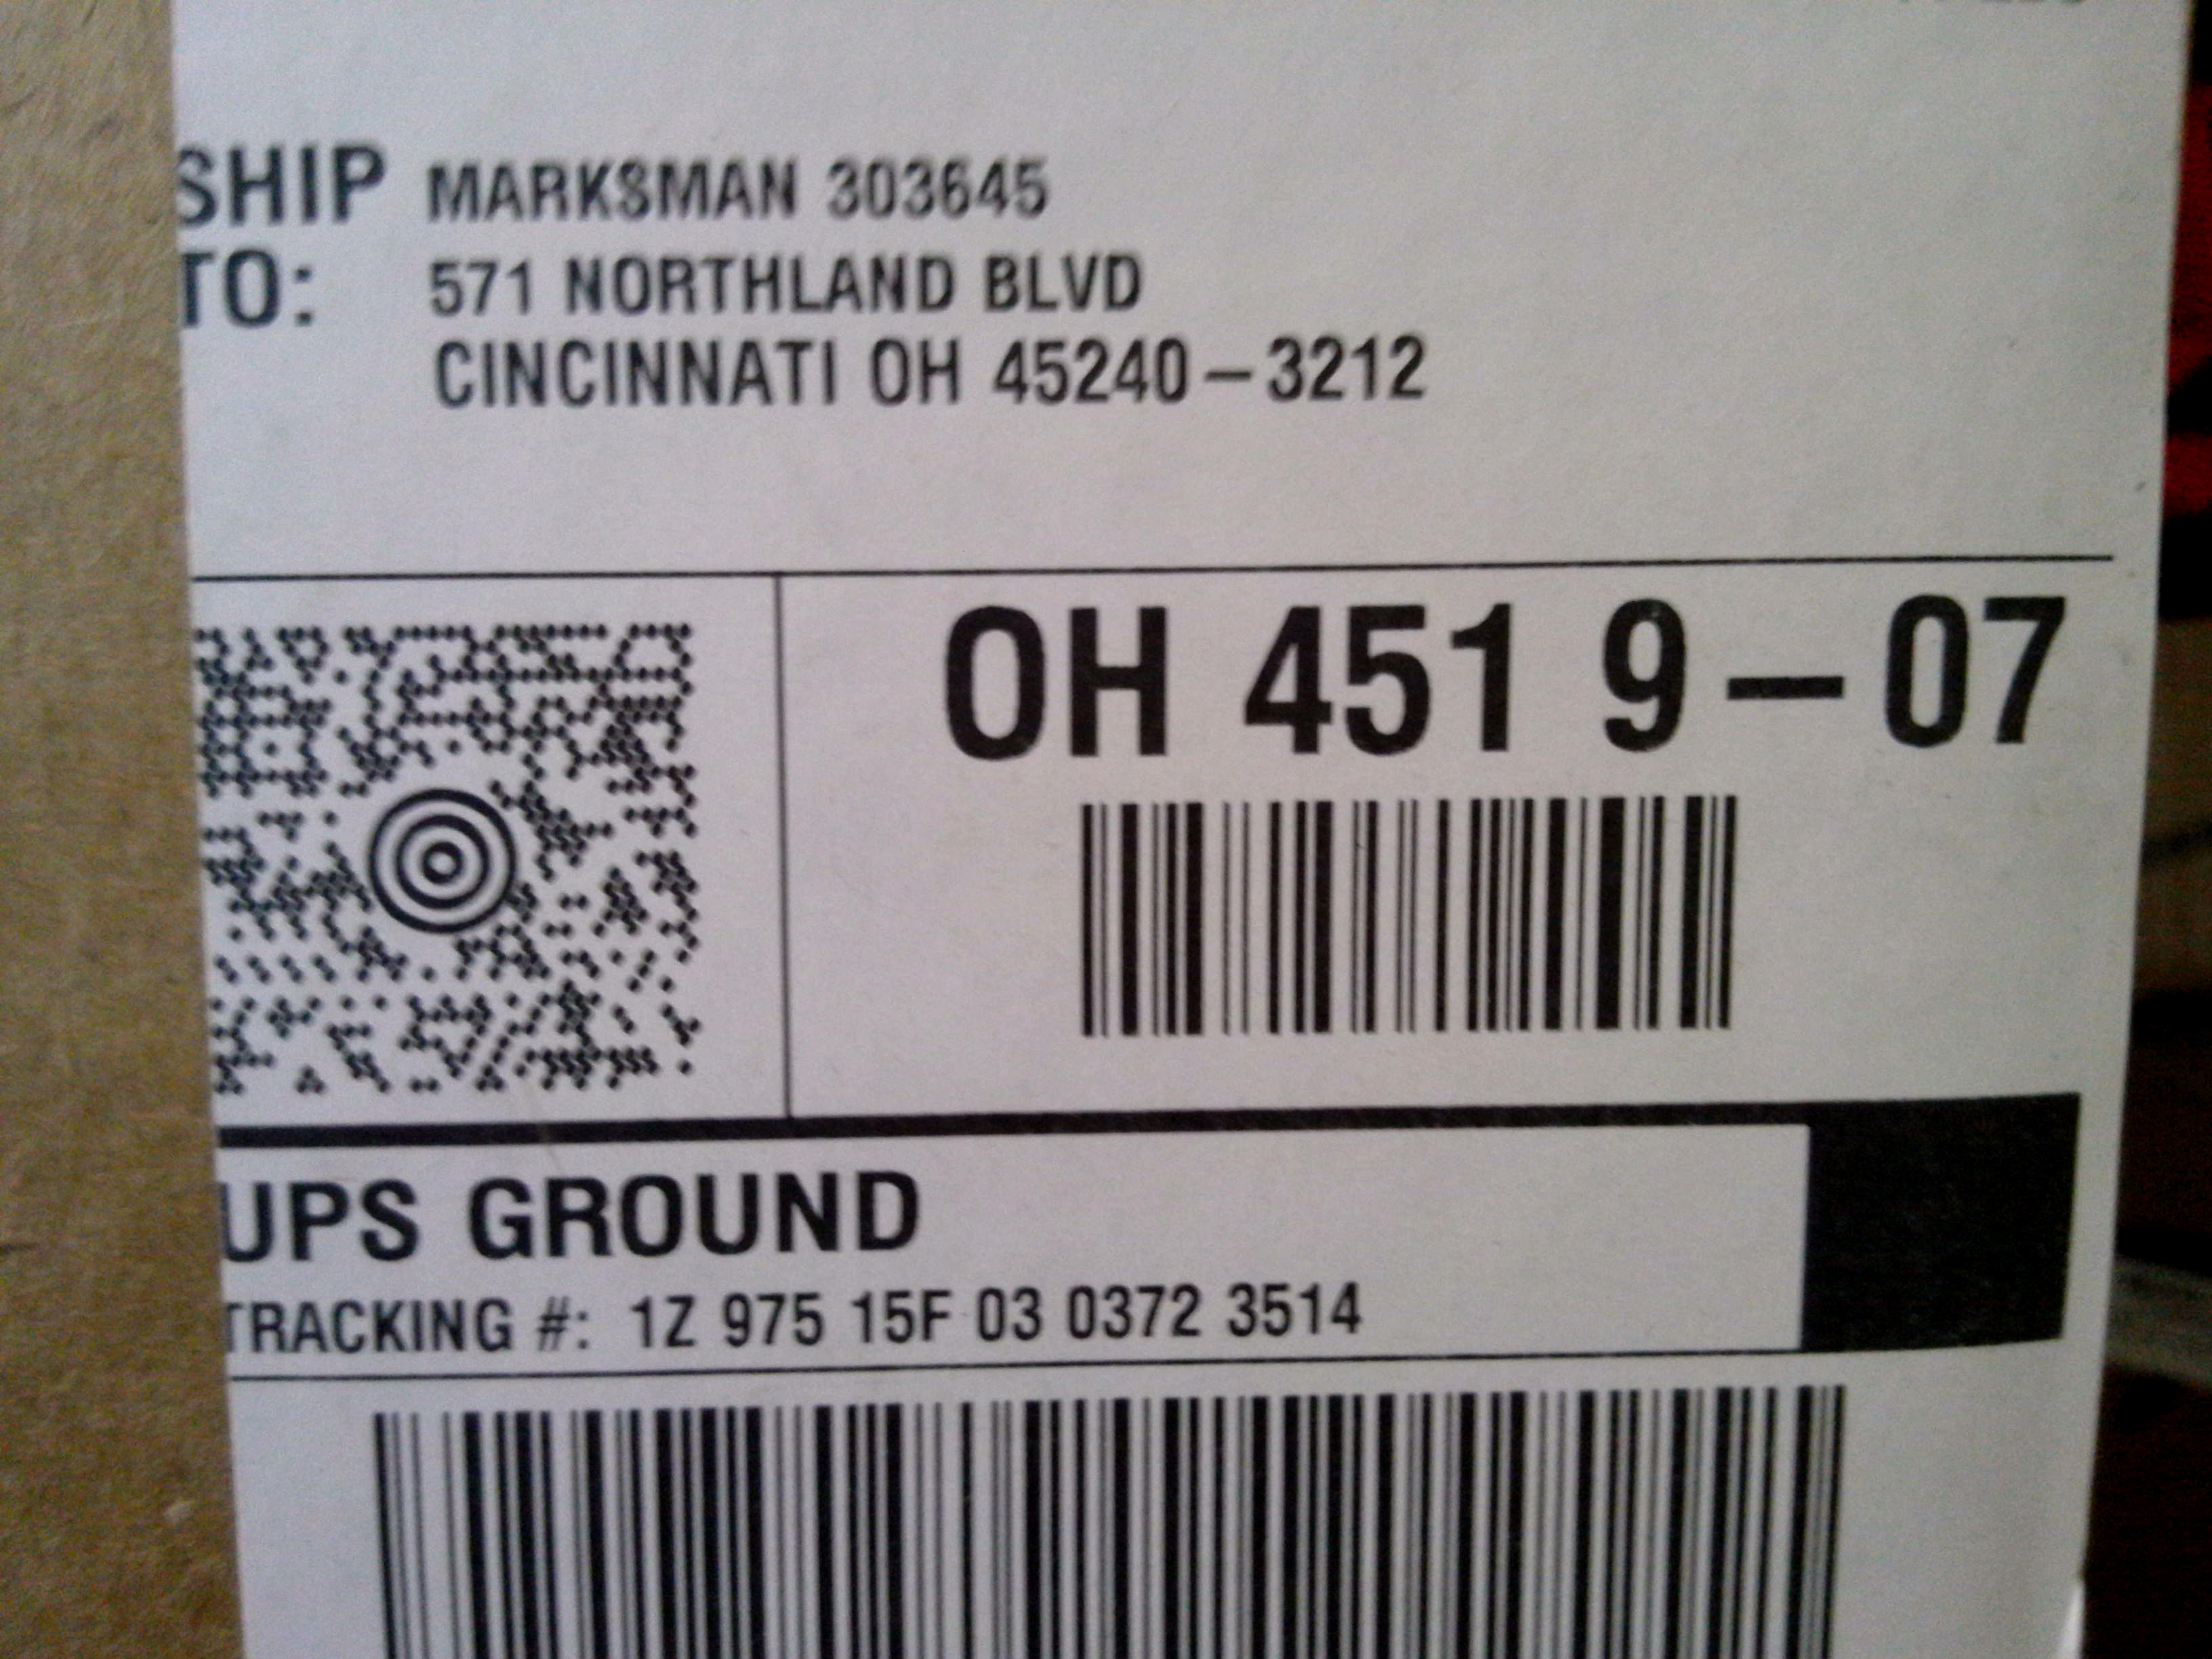 SHIP MARKSMAN 303645
TO: 571 NORTHLAND BLVD
CINCINNATI OH 45240-3212
OH 451 9-07
UPS GROUND
TRACKING #: 1Z 975 15F 03 0372 3514